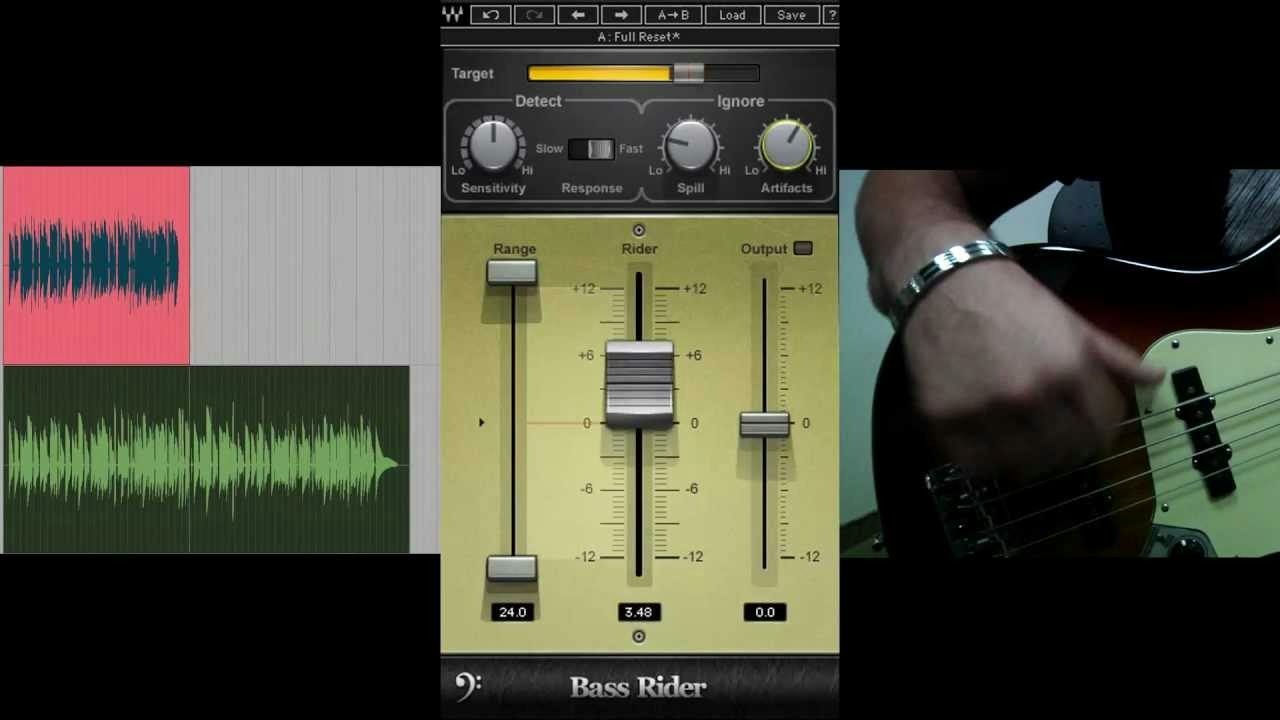 A→B Load Save ?
A: Full Reset*
Target
Detect Ignore
Slow Fast
Lo Hi Lo Hi Lo Hi
Sensitivity Response Spill Artifacts
Range Rider Output
+12 +12 +12
+6 +6
0 0 0
-6 -6
-12 -12 -12
24.0 3.48 0.0
Bass Rider